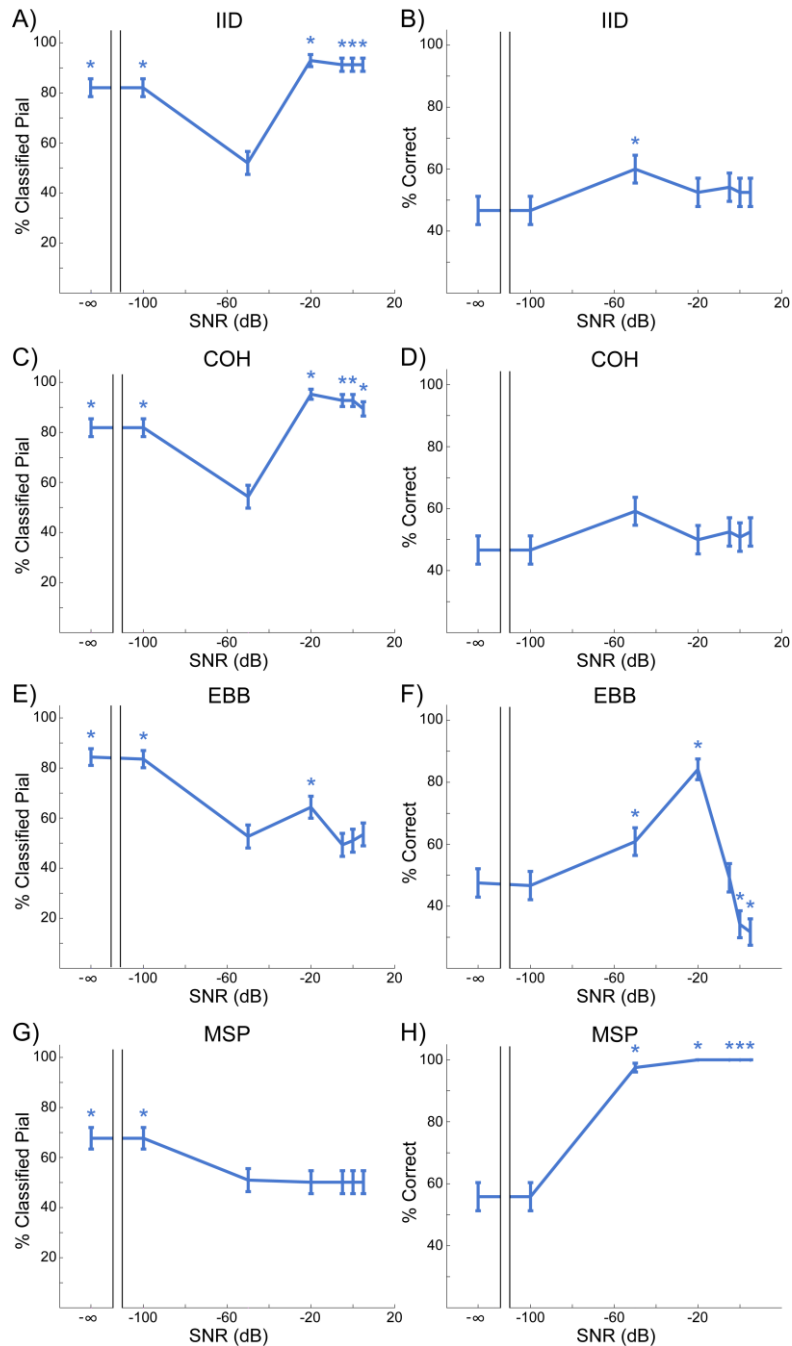 A) IID
% Classified Pial
100
80
60
40
20
* * * * * *
-∞ -100 -60 -20 20
SNR (dB)
B) IID
% Correct
100
80
60
40
*
-∞ -100 -60 -20 20
SNR (dB)
C) COH
% Classified Pial
100
80
60
40
20
* * * * * *
-∞ -100 -60 -20 20
SNR (dB)
D) COH
% Correct
100
80
60
40
-∞ -100 -60 -20 20
SNR (dB)
E) EBB
% Classified Pial
100
80
60
40
20
* * *
-∞ -100 -60 -20 20
SNR (dB)
F) EBB
% Correct
100
80
60
40
* * * *
-∞ -100 -60 -20 20
SNR (dB)
G) MSP
% Classified Pial
100
80
60
40
20
* *
-∞ -100 -60 -20 20
SNR (dB)
H) MSP
% Correct
100
80
60
40
* * * * *
-∞ -100 -60 -20 20
SNR (dB)